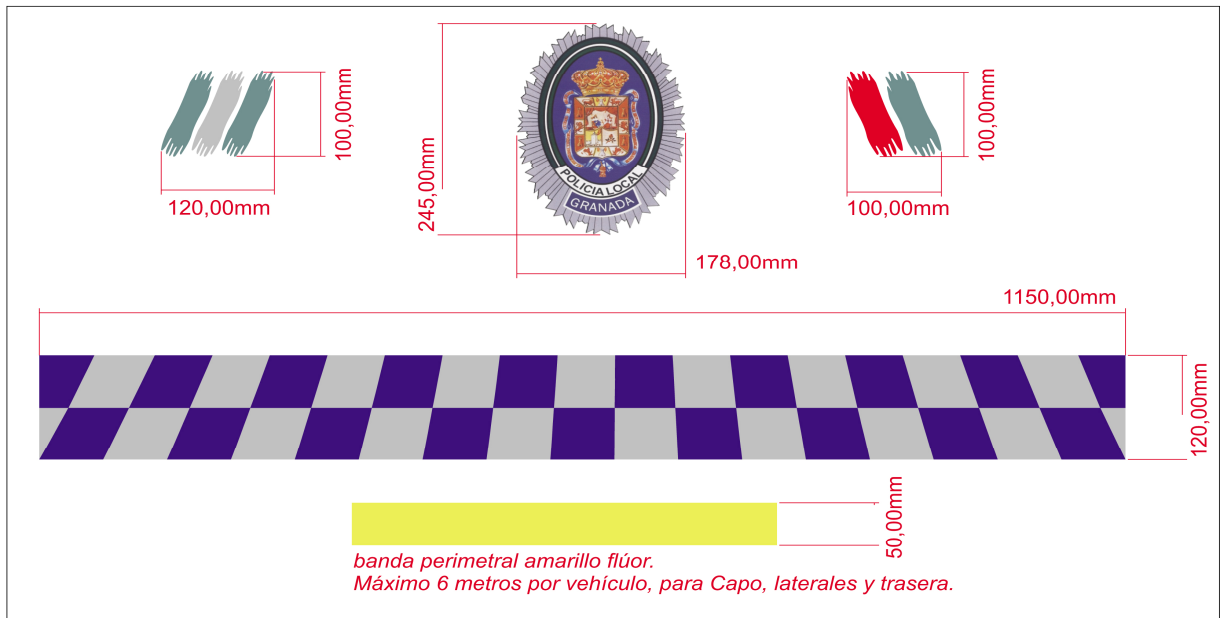 100,00mm
120,00mm
245,00mm
POLICIA LOCAL
GRANADA
178,00mm
100,00mm
100,00mm
1150,00mm
120,00mm
50,00mm
banda perimetral amarillo flúor.
Máximo 6 metros por vehículo, para Capo, laterales y trasera.